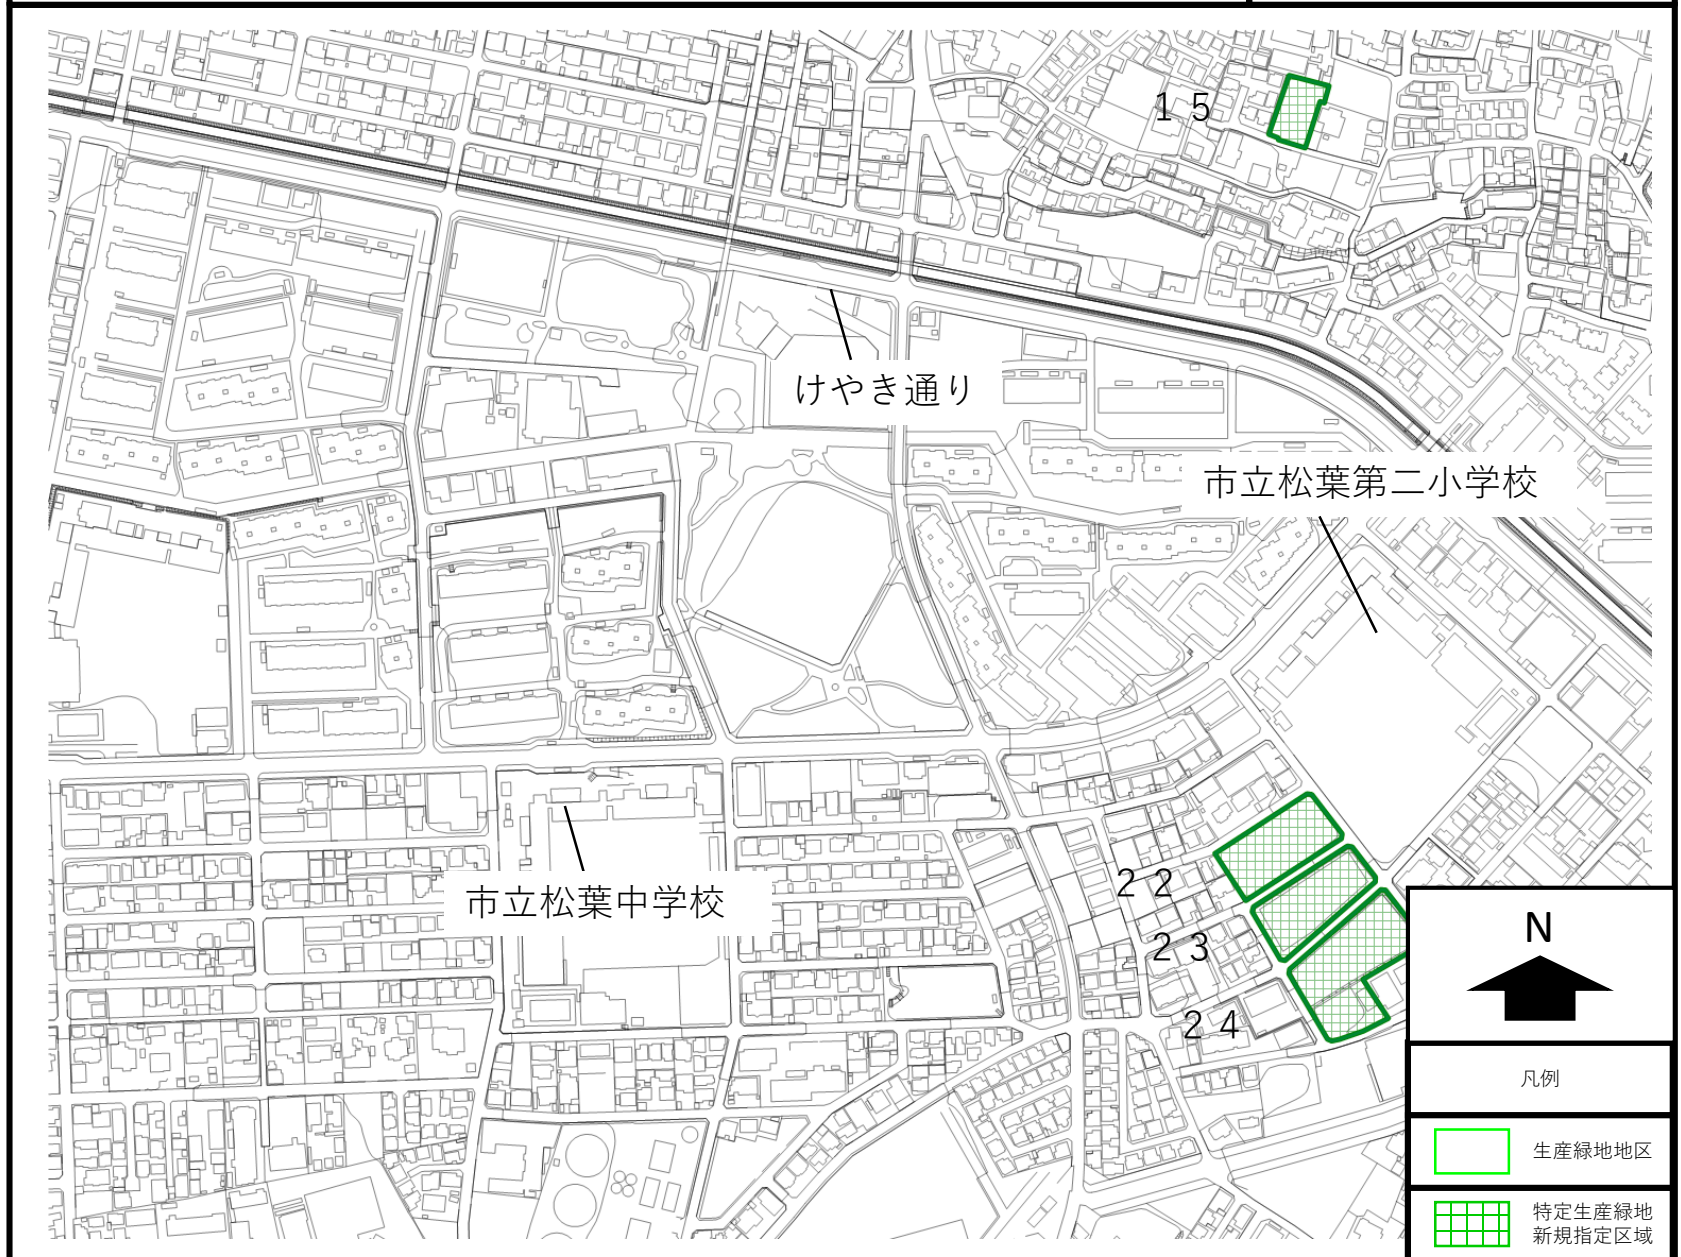 15
けやき通り
市立松葉第二小学校
22
市立松葉中学校
23
24
N
凡例
生産緑地地区
特定生産緑地
新規指定区域